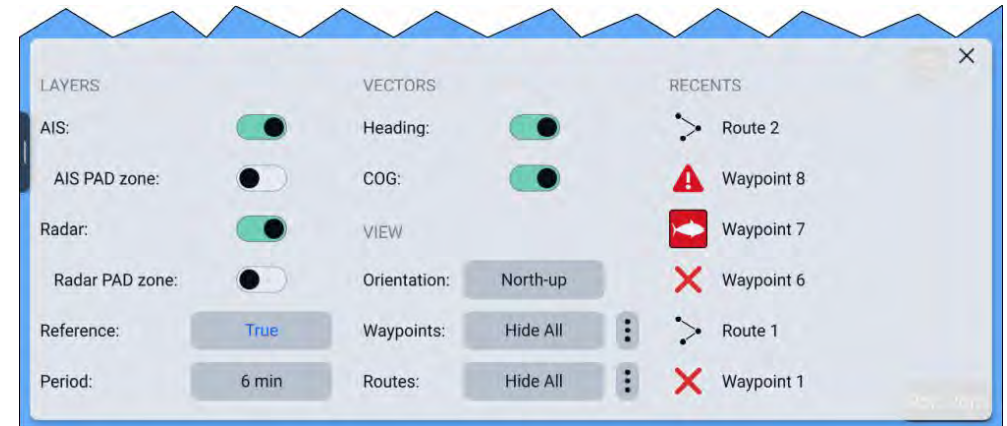 LAYERS
AIS:
AIS PAD zone:
Radar:
Radar PAD zone:
Reference: True
Period: 6 min
VECTORS
Heading:
COG:
VIEW
Orientation: North-up
Waypoints: Hide All
Routes: Hide All
RECENTS
Route 2
Waypoint 8
Waypoint 7
Waypoint 6
Route 1
Waypoint 1